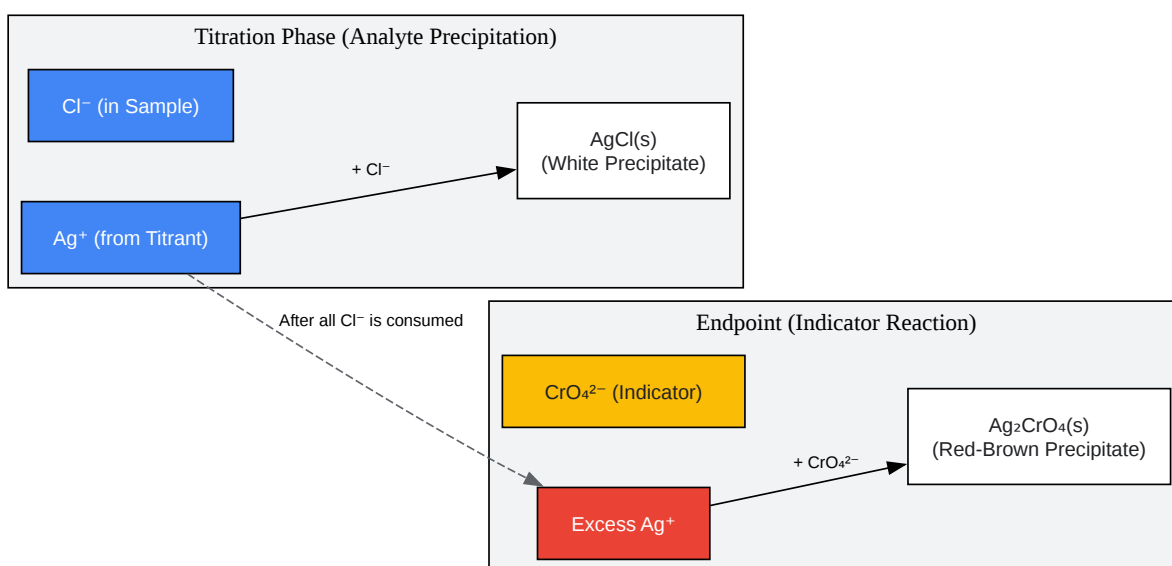 Titration Phase (Analyte Precipitation)
Cl⁻ (in Sample)
AgCl(s)
(White Precipitate)
+ Cl⁻
Ag⁺ (from Titrant)
After all Cl⁻ is consumed
Endpoint (Indicator Reaction)
CrO₄²⁻ (Indicator)
Ag₂CrO₄(s)
(Red-Brown Precipitate)
+ CrO₄²⁻
Excess Ag⁺